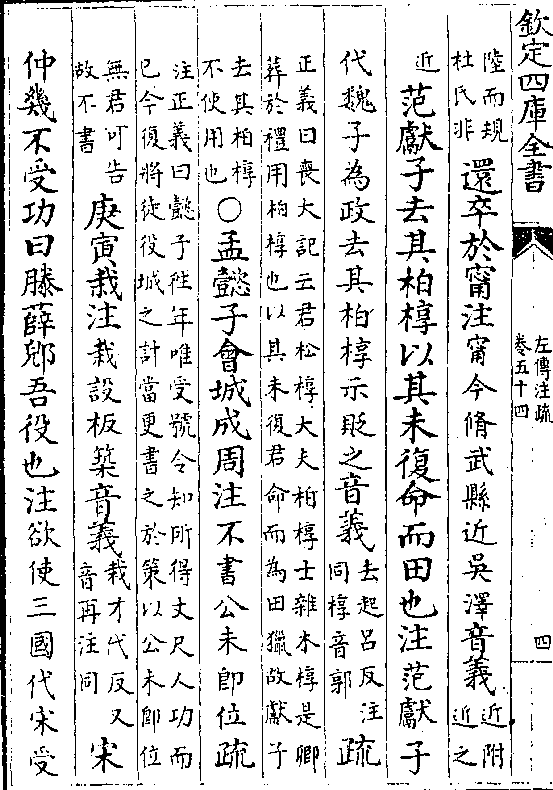 欽定四庫全書
左傳注疏
卷五十四
四
陸而規
杜氏非
還卒於甯注甯今脩武縣近吳澤音義
近附
近之
近
范獻子去其柏椁以其未復命而田也注范獻子
代魏子為政去其柏椁示貶之音義
去起呂反注
同椁音郭
疏
正義曰喪大記云君松椁大夫柏椁士雜木椁是卿
葬於禮用柏椁也以其未復君命而為田獵故獻子
去其柏椁
不使用也
○孟懿子會城成周注不書公未即位疏
注正義曰懿子往年唯受號令知所得丈尺人功而
已今復將徒役城之計當更書之於策以公未即位
無君可告
故不書
庚寅栽注栽設板築音義
栽才代反又
音再注同
宋
仲幾不受功曰滕薛郳吾役也注欲使三國代宋受